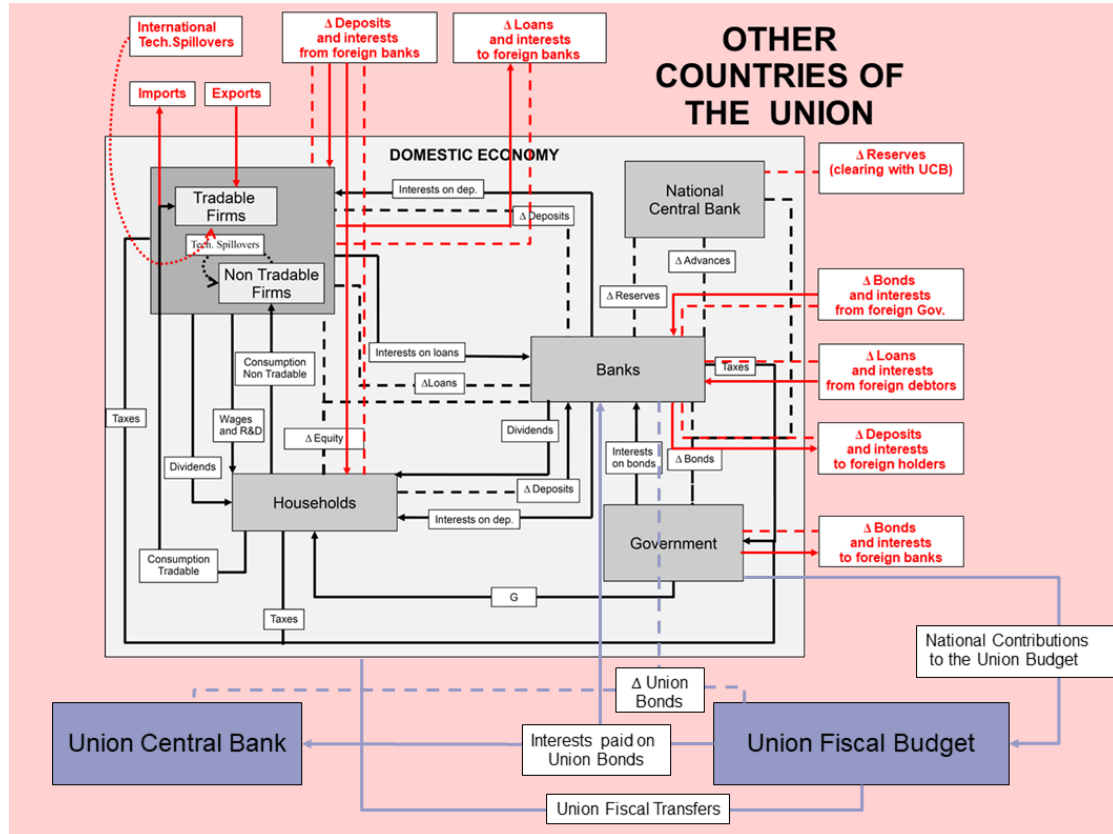 International
Tech.Spillovers
Δ Deposits
and interests
from foreign banks
Δ Loans
and interests
to foreign banks
OTHER
COUNTRIES OF
THE UNION
Imports
Exports
DOMESTIC ECONOMY
Δ Reserves
(clearing with UCB)
Tradable
Firms
Interests on dep.
National
Central Bank
Δ Deposits
Tech. Spillovers
Non Tradable
Firms
Δ Advances
Δ Reserves
Δ Bonds
and interests
from foreign Gov.
Interests on loans
Consumption
Non Tradable
Banks
Taxes
Δ Loans
and interests
from foreign debtors
ΔLoans
Taxes
Wages
and R&D
Δ Equity
Dividends
Interests
on bonds
Δ Bonds
Δ Deposits
and interests
to foreign holders
Dividends
Households
Δ Deposits
Interests on dep.
Government
Δ Bonds
and interests
to foreign banks
Consumption
Tradable
G
Taxes
National Contributions
to the Union Budget
Δ Union
Bonds
Union Central Bank
Interests paid on
Union Bonds
Union Fiscal Budget
Union Fiscal Transfers